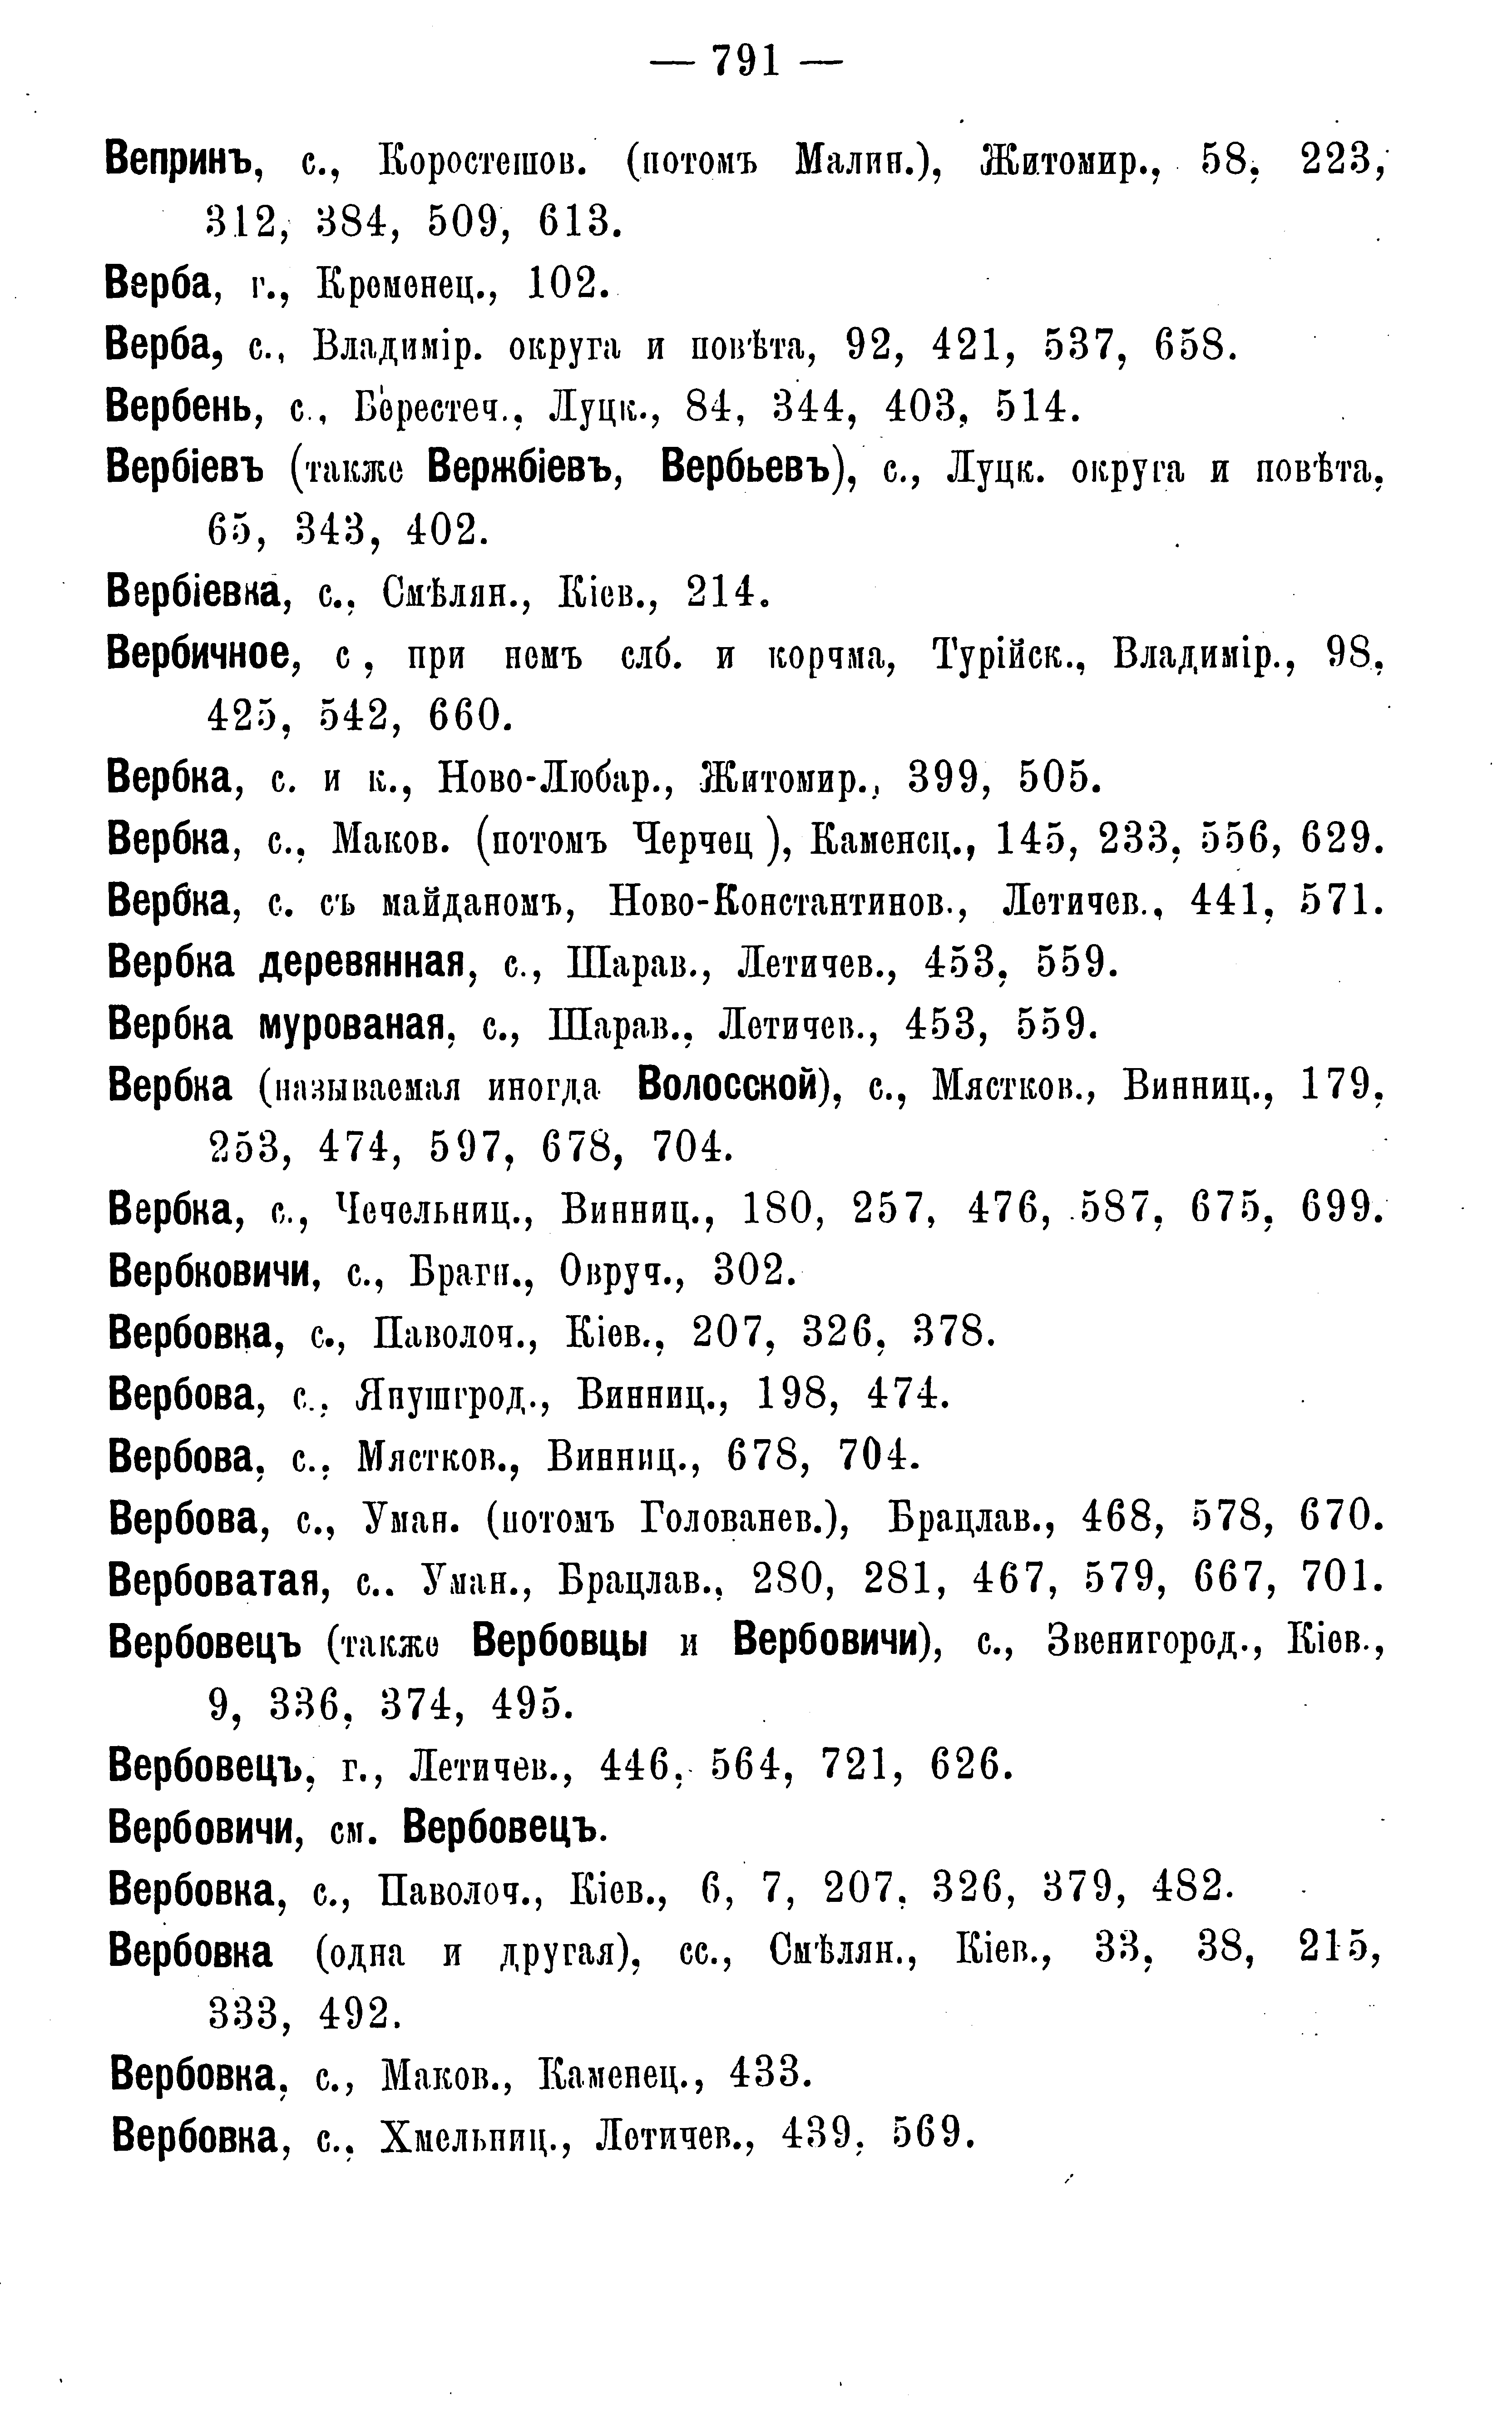 — 791 —
Вепринъ, с., Коростешов. (потомъ Малин.), Житомир., 58, 223,
312, 384, 509, 613.
Верба, г., Кременец., 102.
Верба, с., Владимір. округа и повѣта, 92, 421, 537, 658.
Вербень, с., Берестеч., Луцк., 84, 344, 403, 514.
Вербіевъ (также Вержбіевъ, Вербьевъ), с., Луцк. округа и повѣта,
65, 343, 402.
Вербіевка, с., Смѣлян., Кіев., 214.
Вербичное, с, при немъ слб. и корчма, Турійск., Владимір., 98,
425, 542, 660.
Вербка, с. и к., Ново-Любар., Житомир., 399, 505.
Вербка, с., Маков. (потомъ Черчец), Каменец., 145, 233, 556, 629.
Вербка, с. съ майданомъ, Ново-Константинов., Летичев., 441, 571.
Вербка деревянная, с., Шарав., Летичев., 453, 559.
Вербка мурованая, с., Шарав., Летичев., 453, 559.
Вербка (называемая иногда Волосской), с., Мястков., Винниц., 179,
253, 474, 597, 678, 704.
Вербка, с., Чечельниц., Винниц., 180, 257, 476, 587, 675, 699.
Вербковичи, с., Брагн., Овруч., 302.
Вербовка, с., Паволоч., Кіев., 207, 326, 378.
Вербова, с., Япушгрод., Винниц., 198, 474.
Вербова, с., Мястков., Винниц., 678, 704.
Вербова, с., Уман. (потомъ Голованев.), Брацлав., 468, 578, 670.
Вербоватая, с.. Уман., Брацлав., 280, 281, 467, 579, 667, 701.
Вербовецъ (также Вербовцы и Вербовичи), с., Звенигород., Кіев.,
9, 336, 374, 495.
Вербовецъ, г., Летичев., 446, 564, 721, 626.
Вербовичи, см. Вербовецъ.
Вербовка, с., Паволоч., Кіев., 6, 7, 207, 326, 379, 482.
Вербовка (одна и другая), сс., Смѣлян., Кіев., 33, 38, 215,
333, 492.
Вербовка, с., Маков., Каменец., 433.
Вербовка, с., Хмельниц., Летичев., 439, 569.